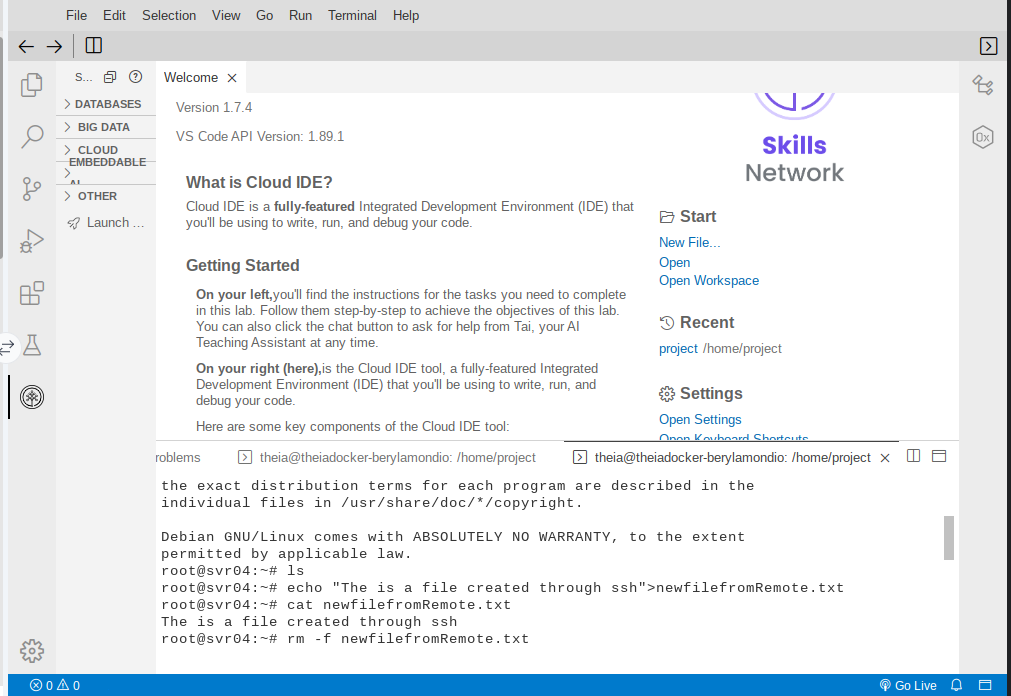 File Edit Selection View Go Run Terminal Help
S...
Welcome
DATABASES
BIG DATA
CLOUD
EMBEDDABLE
AI
OTHER
Launch ...
Version 1.7.4
VS Code API Version: 1.89.1
What is Cloud IDE?
Cloud IDE is a fully-featured Integrated Development Environment (IDE) that
you'll be using to write, run, and debug your code.
Getting Started
On your left,you'll find the instructions for the tasks you need to complete
in this lab. Follow them step-by-step to achieve the objectives of this lab.
You can also click the chat button to ask for help from Tai, your AI
Teaching Assistant at any time.
On your right (here),is the Cloud IDE tool, a fully-featured Integrated
Development Environment (IDE) that you'll be using to write, run, and
debug your code.
Here are some key components of the Cloud IDE tool:
Skills
Network
Start
New File...
Open
Open Workspace
Recent
project /home/project
Settings
Open Settings
Open Keyboard Shortcuts
0x
roblems
theia@theiadocker-berylamondio: /home/project
theia@theiadocker-berylamondio: /home/project
the exact distribution terms for each program are described in the
individual files in /usr/share/doc/*/copyright.
Debian GNU/Linux comes with ABSOLUTELY NO WARRANTY, to the extent
permitted by applicable law.
root@svr04:~# ls
root@svr04:~# echo "The is a file created through ssh">newfilefromRemote.txt
root@svr04:~# cat newfilefromRemote.txt
The is a file created through ssh
root@svr04:~# rm -f newfilefromRemote.txt
0 0
Go Live